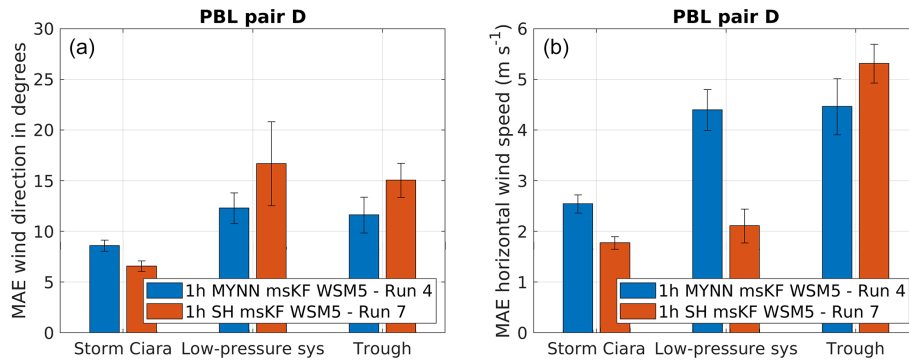 PBL pair D
(a)
MAE wind direction in degrees
30
25
20
15
10
5
0
1h MYNN msKF WSM5 - Run 4
1h SH msKF WSM5 - Run 7
Storm Ciara Low-pressure sys Trough
PBL pair D
(b)
MAE horizontal wind speed (m s⁻¹)
6
5
4
3
2
1
0
1h MYNN msKF WSM5 - Run 4
1h SH msKF WSM5 - Run 7
Storm Ciara Low-pressure sys Trough